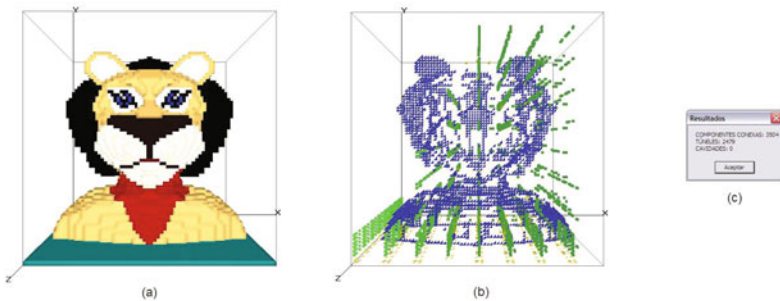 Y
X
Z
(a)
Y
X
Z
(b)
Resultados
COMPONENTES CONEXAS: 3504
TÚNELES: 2479
CAVIDADES: 0
Aceptar
(c)